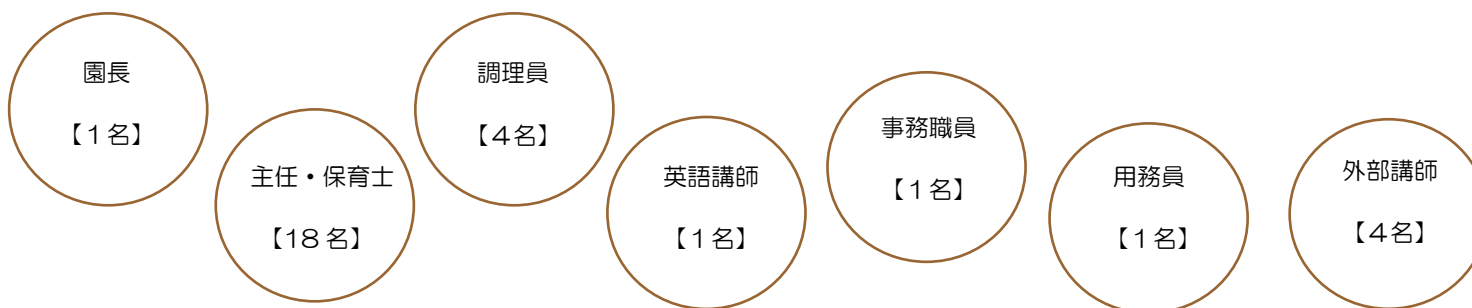 園長
【1名】
主任・保育士
【18名】
調理員
【4名】
英語講師
【1名】
事務職員
【1名】
用務員
【1名】
外部講師
【4名】